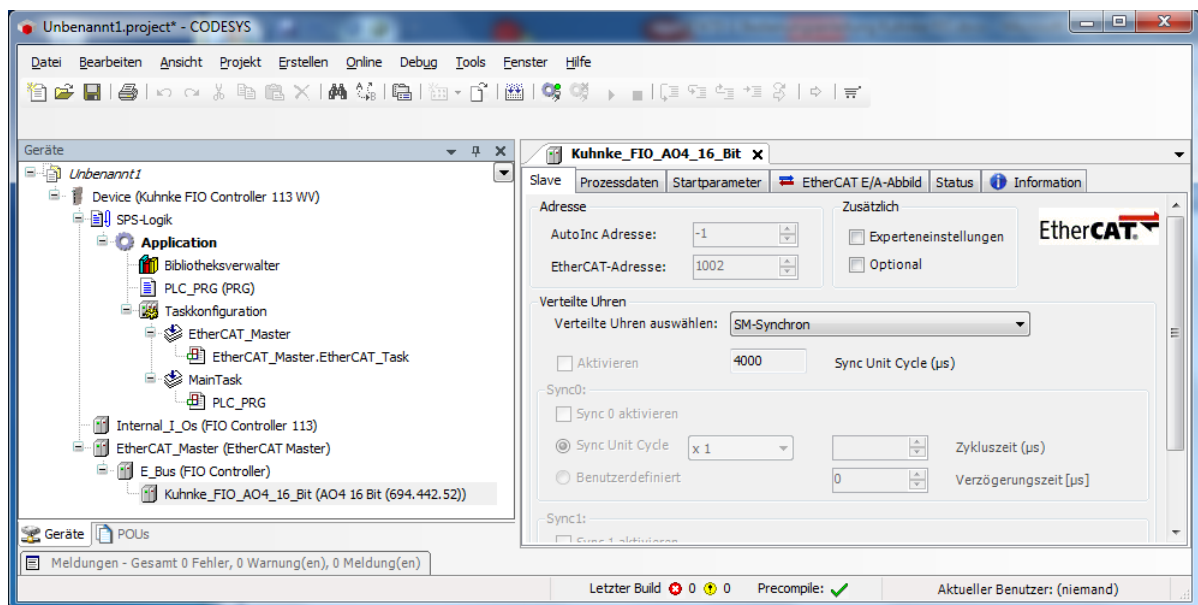 Unbenannt1.project* - CODESYS
Datei Bearbeiten Ansicht Projekt Erstellen Online Debug Tools Fenster Hilfe
Geräte
Unbenannt1
Device (Kuhnke FIO Controller 113 WV)
SPS-Logik
Application
Bibliotheksverwalter
PLC_PRG (PRG)
Taskkonfiguration
EtherCAT_Master
EtherCAT_Master.EtherCAT_Task
MainTask
PLC_PRG
Internal_I_Os (FIO Controller 113)
EtherCAT_Master (EtherCAT Master)
E_Bus (FIO Controller)
Kuhnke_FIO_AO4_16_Bit (AO4 16 Bit (694.442.52))
Geräte POUs
Kuhnke_FIO_AO4_16_Bit
Slave Prozessdaten Startparameter EtherCAT E/A-Abbild Status Information
Adresse
AutoInc Adresse: -1
EtherCAT-Adresse: 1002
Zusätzlich
Experteneinstellungen
Optional
EtherCAT.
Verteilte Uhren
Verteilte Uhren auswählen: SM-Synchron
Aktivieren 4000 Sync Unit Cycle (µs)
Sync0:
Sync 0 aktivieren
Sync Unit Cycle x 1 Zykluszeit (µs)
Benutzerdefiniert 0 Verzögerungszeit [µs]
Sync1:
Sync 1 aktivieren
Meldungen - Gesamt 0 Fehler, 0 Warnung(en), 0 Meldung(en)
Letzter Build 0 0 Precompile: Aktueller Benutzer: (niemand)